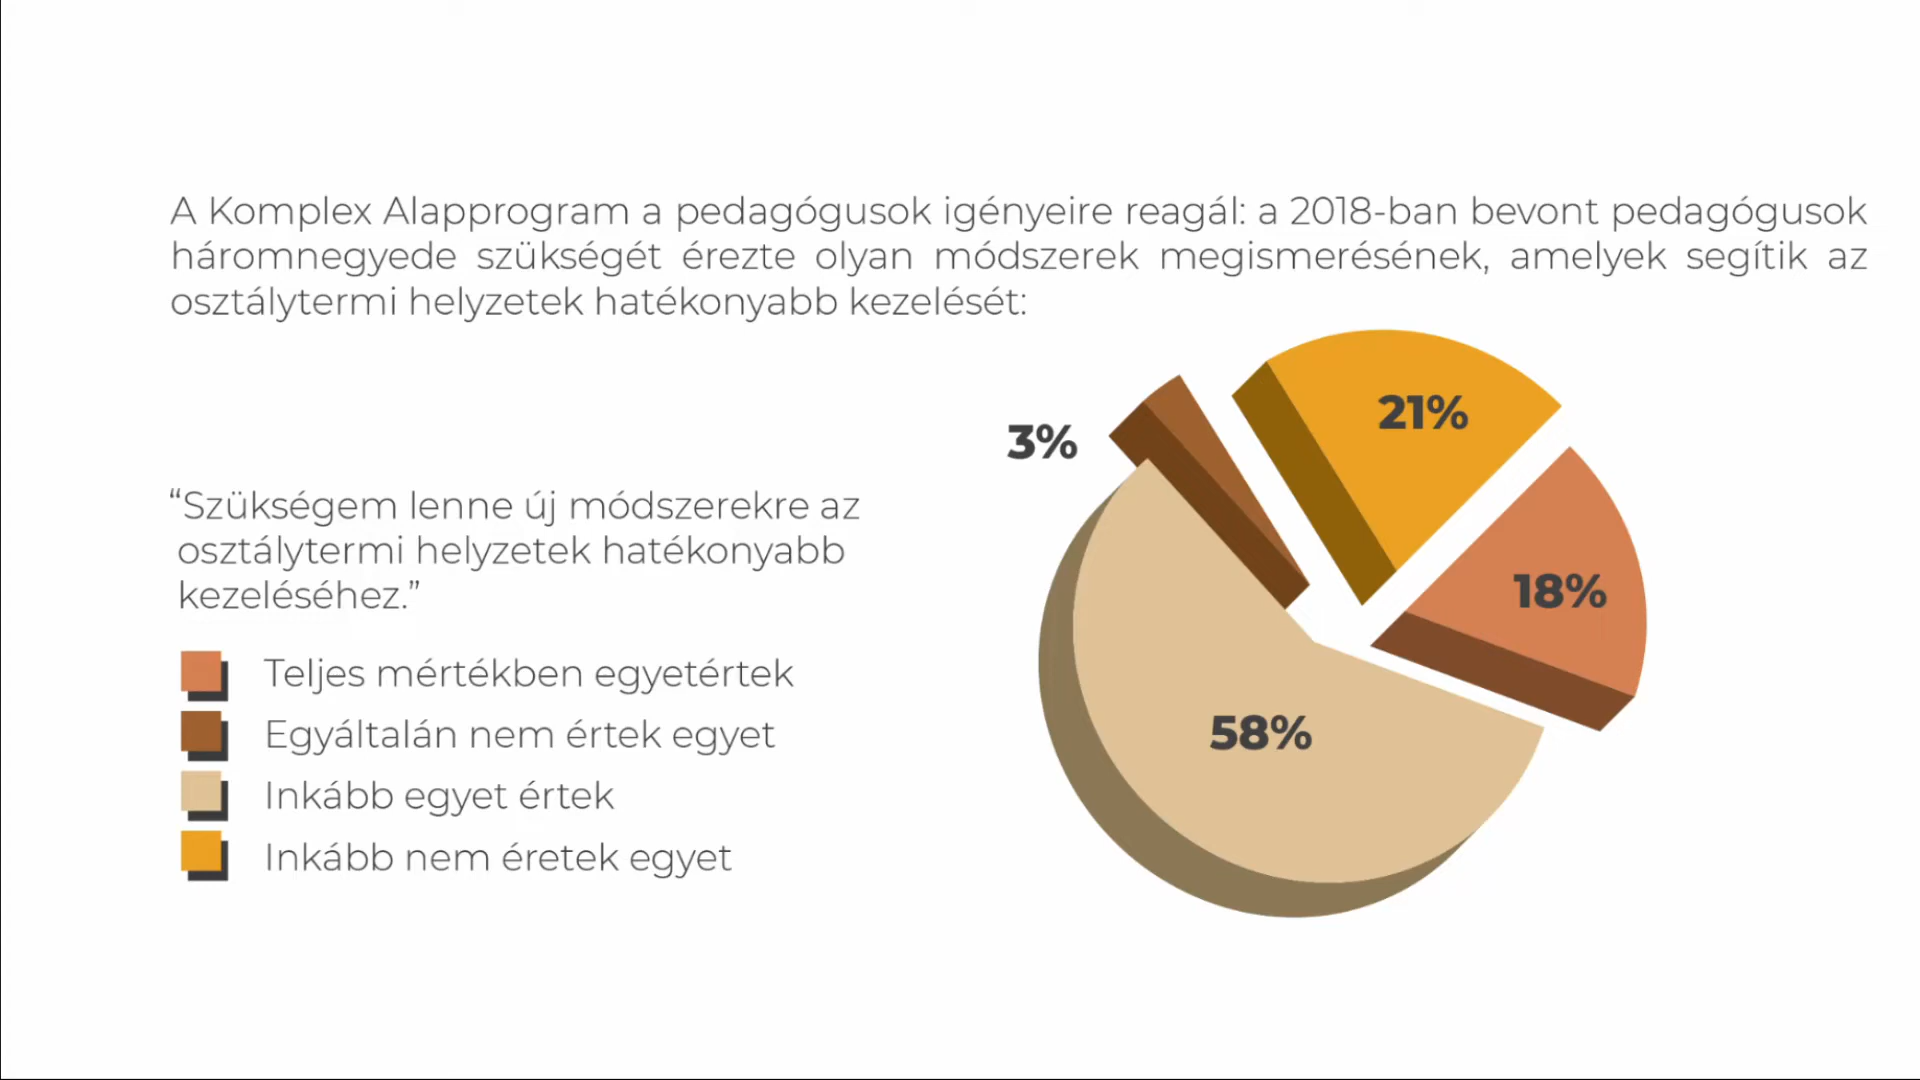 A Komplex Alapprogram a pedagógusok igényeire reagál: a 2018-ban bevont pedagógusok
háromnegyede szükségét érezte olyan módszerek megismerésének, amelyek segítik az
osztálytermi helyzetek hatékonyabb kezelését:
3%
21%
18%
58%
“Szükségem lenne új módszerekre az
osztálytermi helyzetek hatékonyabb
kezeléséhez.”
Teljes mértékben egyetértek
Egyáltalán nem értek egyet
Inkább egyet értek
Inkább nem éretek egyet